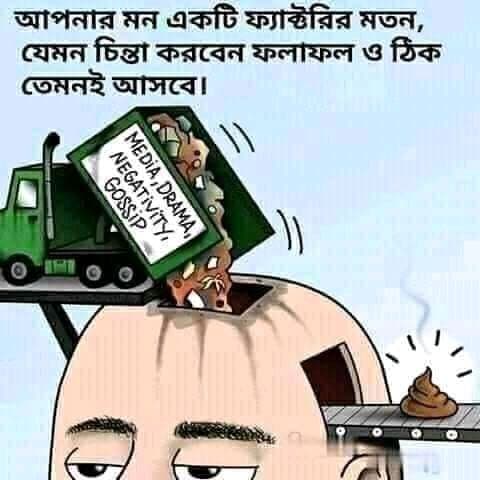 আপনার মন একটি ফ্যাক্টরির মতন,
যেমন চিন্তা করবেন ফলাফল ও ঠিক
তেমনই আসবে।
MEDIA, DRAMA,
NEGATIVITY,
GOSSIP